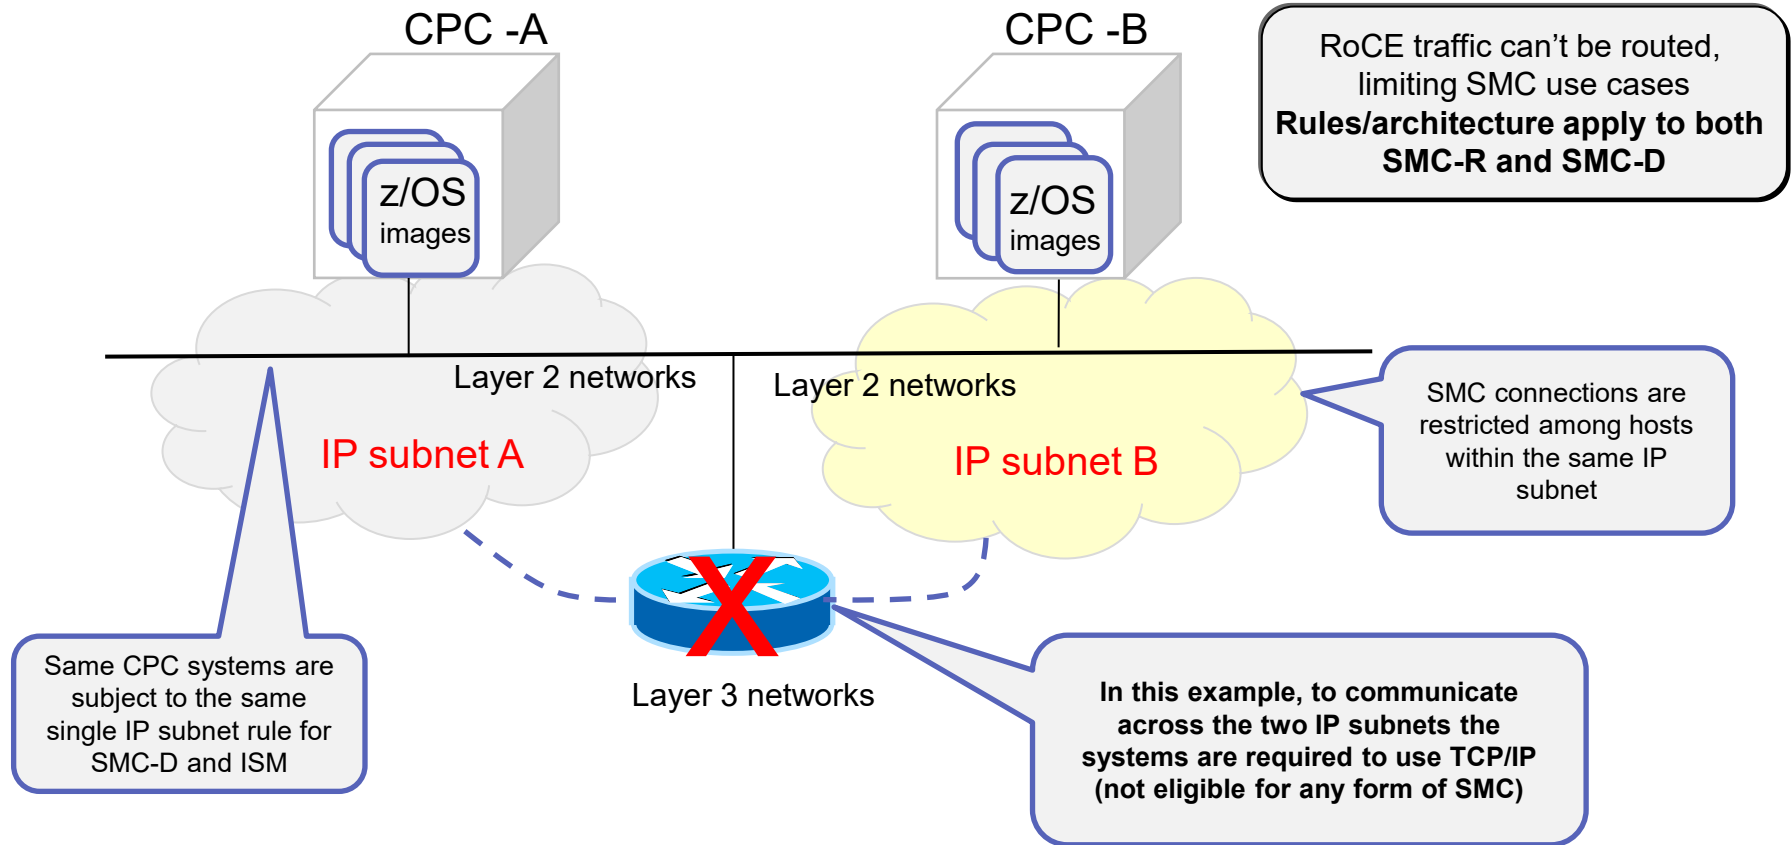 CPC -A
CPC -B
RoCE traffic can’t be routed,
limiting SMC use cases
Rules/architecture apply to both
SMC-R and SMC-D
z/OS
images
z/OS
images
Layer 2 networks
Layer 2 networks
IP subnet A
IP subnet B
SMC connections are
restricted among hosts
within the same IP
subnet
Same CPC systems are
subject to the same
single IP subnet rule for
SMC-D and ISM
Layer 3 networks
In this example, to communicate
across the two IP subnets the
systems are required to use TCP/IP
(not eligible for any form of SMC)